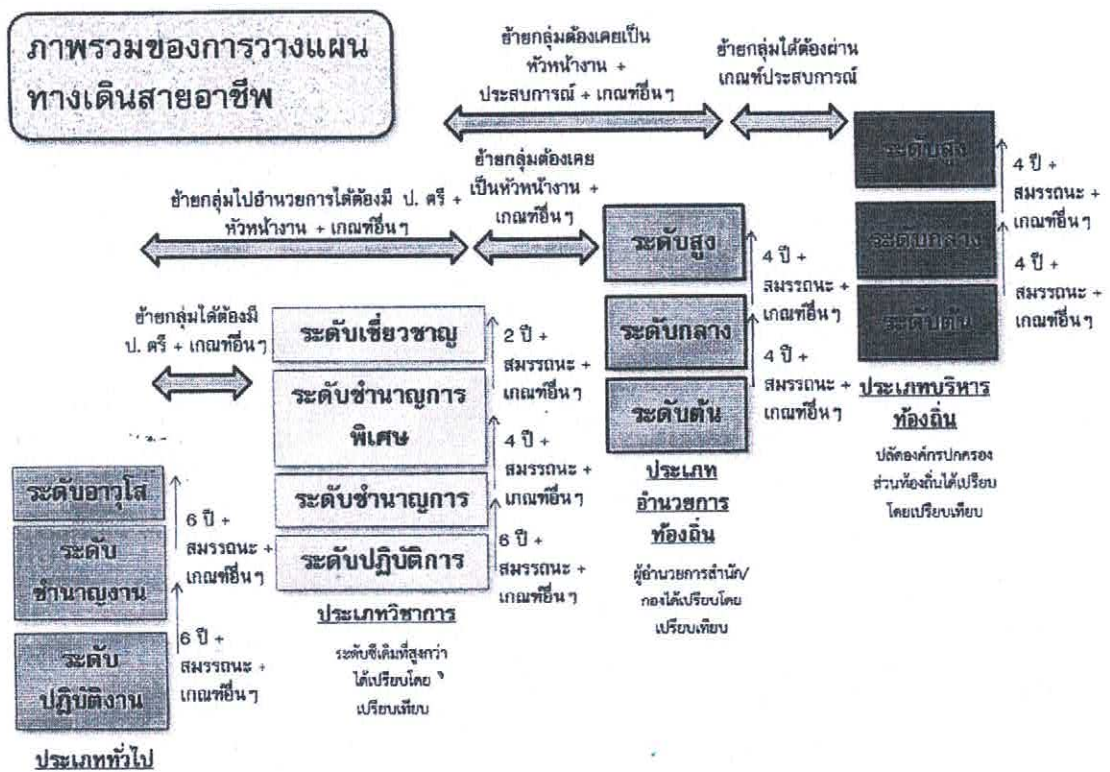 ภาพรวมของการวางแผน
ทางเดินสายอาชีพ
ย้ายกลุ่มต้องเคยเป็น
หัวหน้างาน +
ประสบการณ์ + เกณฑ์อื่นๆ
ย้ายกลุ่มได้ต้องผ่าน
เกณฑ์ประสบการณ์
ย้ายกลุ่มไปอำนวยการได้ต้องมี ป. ตรี +
หัวหน้างาน + เกณฑ์อื่นๆ
ย้ายกลุ่มต้องเคย
เป็นหัวหน้างาน +
เกณฑ์อื่นๆ
ย้ายกลุ่มได้ต้องมี
ป. ตรี + เกณฑ์อื่นๆ
ระดับอาวุโส
ระดับ
ชำนาญงาน
ระดับ
ปฏิบัติงาน
6 ปี +
สมรรถนะ +
เกณฑ์อื่นๆ
6 ปี +
สมรรถนะ +
เกณฑ์อื่นๆ
ประเภททั่วไป
ระดับเชี่ยวชาญ
ระดับชำนาญการ
พิเศษ
ระดับชำนาญการ
ระดับปฏิบัติการ
2 ปี +
สมรรถนะ +
เกณฑ์อื่นๆ
4 ปี +
สมรรถนะ +
เกณฑ์อื่นๆ
6 ปี +
สมรรถนะ +
เกณฑ์อื่นๆ
ประเภทวิชาการ
ระดับซีเดิมที่สูงกว่า
ได้เปรียบโดย
เปรียบเทียบ
ระดับสูง
ระดับกลาง
ระดับต้น
4 ปี +
สมรรถนะ +
เกณฑ์อื่นๆ
4 ปี +
สมรรถนะ +
เกณฑ์อื่นๆ
ประเภท
อำนวยการ
ท้องถิ่น
ผู้อำนวยการสำนัก/
กองได้เปรียบโดย
เปรียบเทียบ
ระดับสูง
ระดับกลาง
ระดับต้น
4 ปี +
สมรรถนะ +
เกณฑ์อื่นๆ
4 ปี +
สมรรถนะ +
เกณฑ์อื่นๆ
ประเภทบริหาร
ท้องถิ่น
ปลัดองค์กรปกครอง
ส่วนท้องถิ่นได้เปรียบ
โดยเปรียบเทียบ